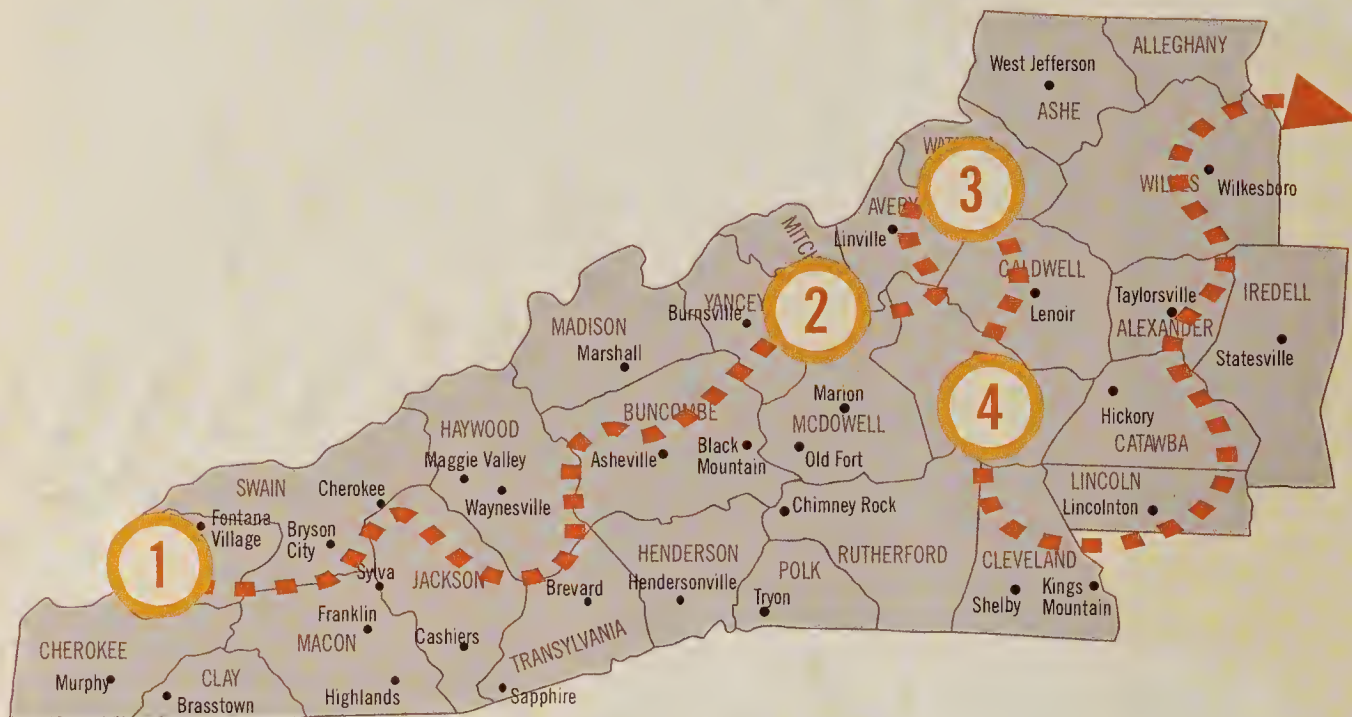 ALLEGHANY
West Jefferson
ASHE
3
WILKES
Wilkesboro
AVERY
Linville
CALDWELL
Lenoir
Taylorsville
ALEXANDER
IREDELL
Statesville
2
YANCEY
Burnsville
MADISON
Marshall
4
Marion
MCDOWELL
Old Fort
Hickory
CATAWBA
BUNCOMBE
Asheville
Black
Mountain
HAYWOOD
Maggie Valley
Waynesville
LINCOLN
Lincolnton
SWAIN
Cherokee
Fontana
Village
Bryson
City
1
Chimney Rock
HENDERSON
Hendersonville
RUTHERFORD
POLK
Tryon
CLEVELAND
Shelby
Kings
Mountain
Sylva
JACKSON
Brevard
Franklin
MACON
Cashiers
TRANSYLVANIA
CHEROKEE
Murphy
CLAY
Brasstown
Highlands
Sapphire